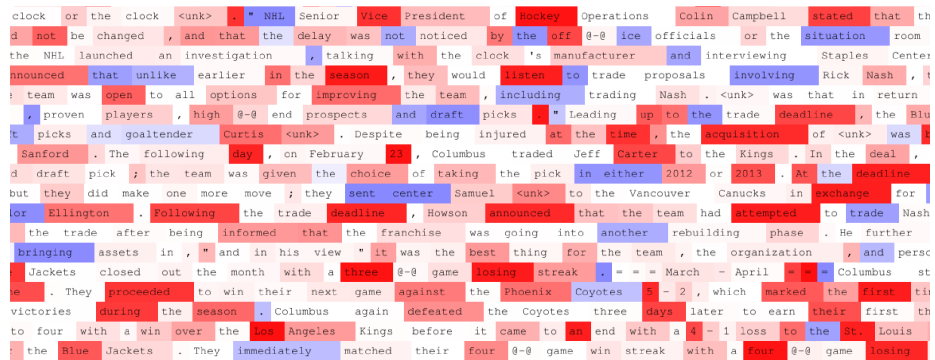 clock or the clock <unk> . " NHL Senior Vice President of Hockey Operations Colin Campbell stated that th
d not be changed , and that the delay was not noticed by the off @-@ ice officials or the situation room
the NHL launched an investigation , talking with the clock 's manufacturer and interviewing Staples Center
nnounced that unlike earlier in the season , they would listen to trade proposals involving Rick Nash , t
team was open to all options for improving the team , including trading Nash . <unk> was that in return
, proven players , high @-@ end prospects and draft picks . " Leading up to the trade deadline , the Blu
t picks and goaltender Curtis <unk> . Despite being injured at the time , the acquisition of <unk> was b
Sanford . The following day , on February 23 , Columbus traded Jeff Carter to the Kings . In the deal ,
d draft pick ; the team was given the choice of taking the pick in either 2012 or 2013 . At the deadline
but they did make one more move ; they sent center Samuel <unk> to the Vancouver Canucks in exchange for
lor Ellington . Following the trade deadline , Howson announced that the team had attempted to trade Nash
the trade after being informed that the franchise was going into another rebuilding phase . He further
bringing assets in , " and in his view " it was the best thing for the team , the organization , and perso
Jackets closed out the month with a three @-@ game losing streak . = = = March – April = = = Columbus st
e . They proceeded to win their next game against the Phoenix Coyotes 5 – 2 , which marked the first tim
victories during the season . Columbus again defeated the Coyotes three days later to earn their first th
to four with a win over the Los Angeles Kings before it came to an end with a 4 – 1 loss to the St. Louis
the Blue Jackets . They immediately matched their four @-@ game win streak with a four @-@ game losing